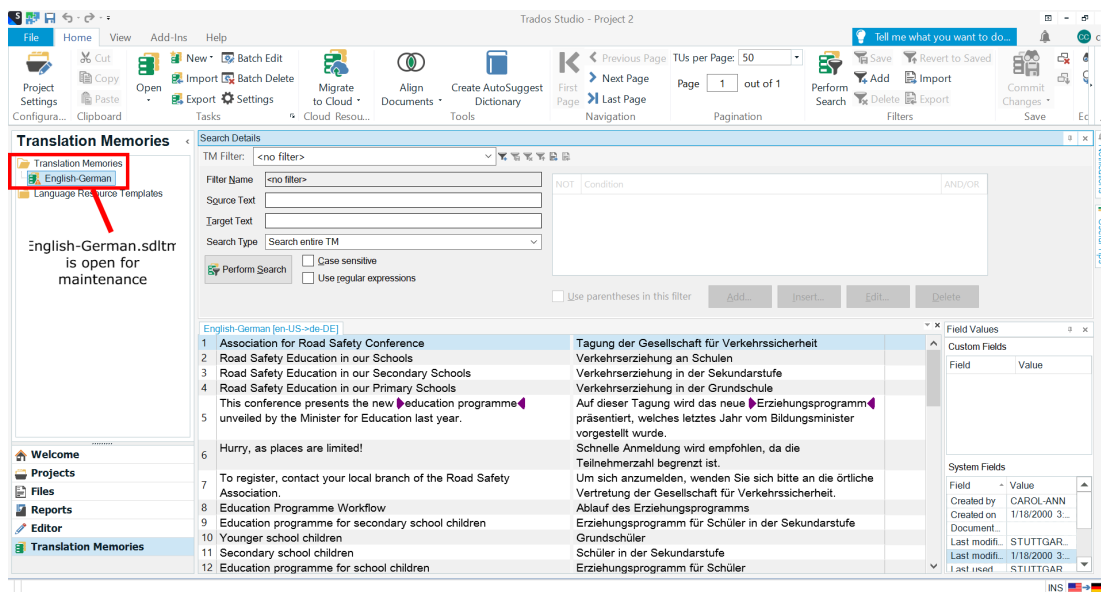 Trados Studio - Project 2
File Home View Add-Ins Help
Tell me what you want to do...
CC
Project Settings
Cut
Copy
Paste
Open
New
Batch Edit
Import
Batch Delete
Export
Settings
Migrate to Cloud
Align Documents
Create AutoSuggest Dictionary
First Page
Previous Page
Next Page
Last Page
TUs per Page: 50
Page 1 out of 1
Perform Search
Save
Revert to Saved
Add
Import
Delete
Export
Commit Changes
Configura... Clipboard Tasks Cloud Resou... Tools Navigation Pagination Filters Save
Translation Memories
Translation Memories
English-German
Language Resource Templates
English-German.sdltm
is open for
maintenance
Welcome
Projects
Files
Reports
Editor
Translation Memories
Search Details
TM Filter: <no filter>
Filter Name <no filter>
Source Text
Target Text
Search Type Search entire TM
Perform Search
Case sensitive
Use regular expressions
NOT Condition AND/OR
Use parentheses in this filter Add... Insert... Edit... Delete
English-German [en-US->de-DE]
1 Association for Road Safety Conference Tagung der Gesellschaft für Verkehrssicherheit
2 Road Safety Education in our Schools Verkehrserziehung an Schulen
3 Road Safety Education in our Secondary Schools Verkehrserziehung in der Sekundarstufe
4 Road Safety Education in our Primary Schools Verkehrserziehung in der Grundschule
5 This conference presents the new education programme
unveiled by the Minister for Education last year.
Auf dieser Tagung wird das neue Erziehungsprogramm
präsentiert, welches letztes Jahr vom Bildungsminister
vorgestellt wurde.
6 Hurry, as places are limited!
Schnelle Anmeldung wird empfohlen, da die
Teilnehmerzahl begrenzt ist.
7 To register, contact your local branch of the Road Safety
Association.
Um sich anzumelden, wenden Sie sich bitte an die örtliche
Vertretung der Gesellschaft für Verkehrssicherheit.
8 Education Programme Workflow Ablauf des Erziehungsprogramms
9 Education programme for secondary school children Erziehungsprogramm für Schüler in der Sekundarstufe
10 Younger school children Grundschüler
11 Secondary school children Schüler in der Sekundarstufe
12 Education programme for school children Erziehungsprogramm für Schüler
Field Values
Custom Fields
Field Value
System Fields
Field Value
Created by CAROL-ANN
Created on 1/18/2000 3:...
Document...
Last modifi... STUTTGAR...
Last modifi... 1/18/2000 3:...
Last used STUTTGAR
INS